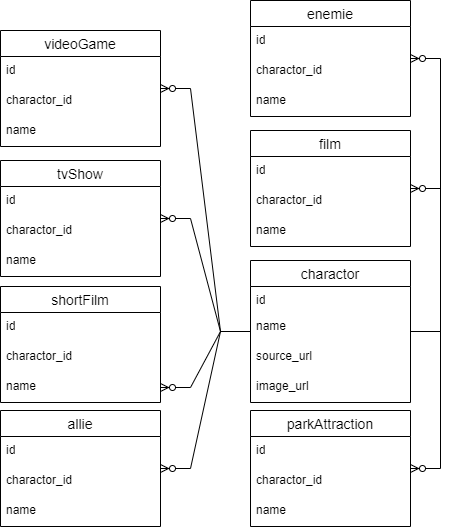 videoGame
id
charactor_id
name
tvShow
id
charactor_id
name
shortFilm
id
charactor_id
name
allie
id
charactor_id
name
enemie
id
charactor_id
name
film
id
charactor_id
name
charactor
id
name
source_url
image_url
parkAttraction
id
charactor_id
name